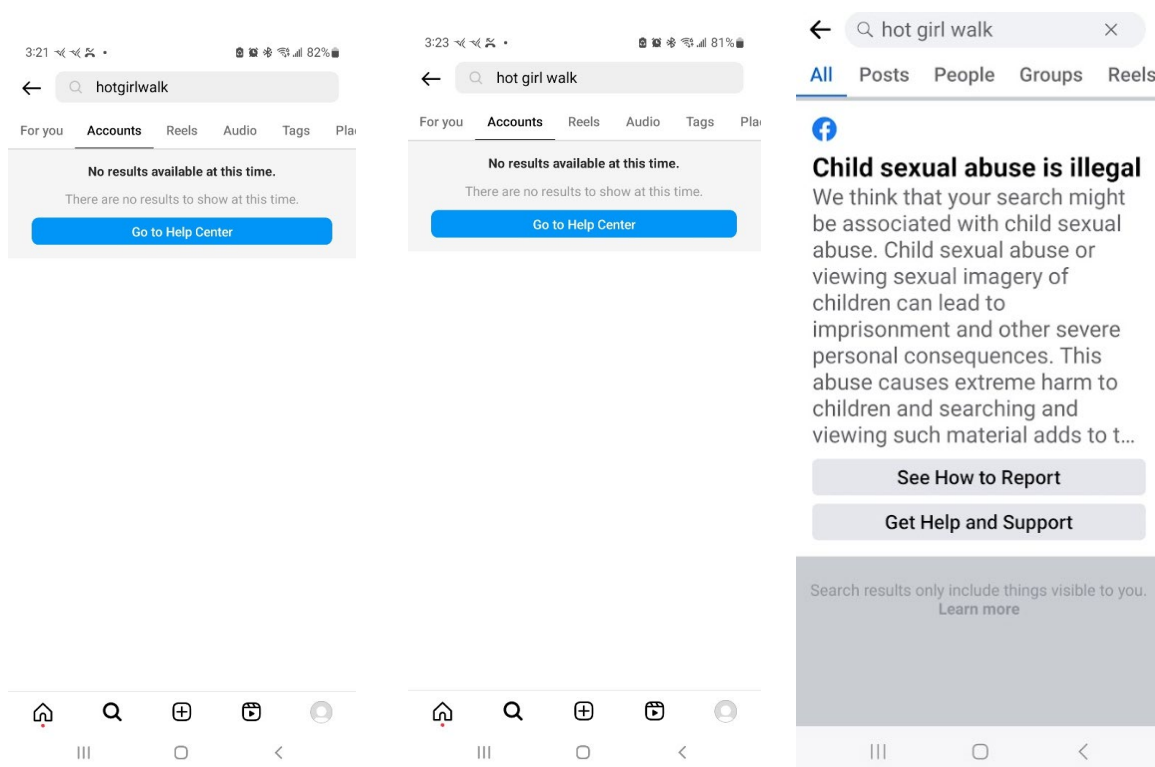 3:21
82%
hotgirlwalk
For you Accounts Reels Audio Tags Pla
No results available at this time.
There are no results to show at this time.
Go to Help Center
3:23
81%
hot girl walk
For you Accounts Reels Audio Tags Pla
No results available at this time.
There are no results to show at this time.
Go to Help Center
hot girl walk
All Posts People Groups Reels
Child sexual abuse is illegal
We think that your search might
be associated with child sexual
abuse. Child sexual abuse or
viewing sexual imagery of
children can lead to
imprisonment and other severe
personal consequences. This
abuse causes extreme harm to
children and searching and
viewing such material adds to t...
See How to Report
Get Help and Support
Search results only include things visible to you.
Learn more